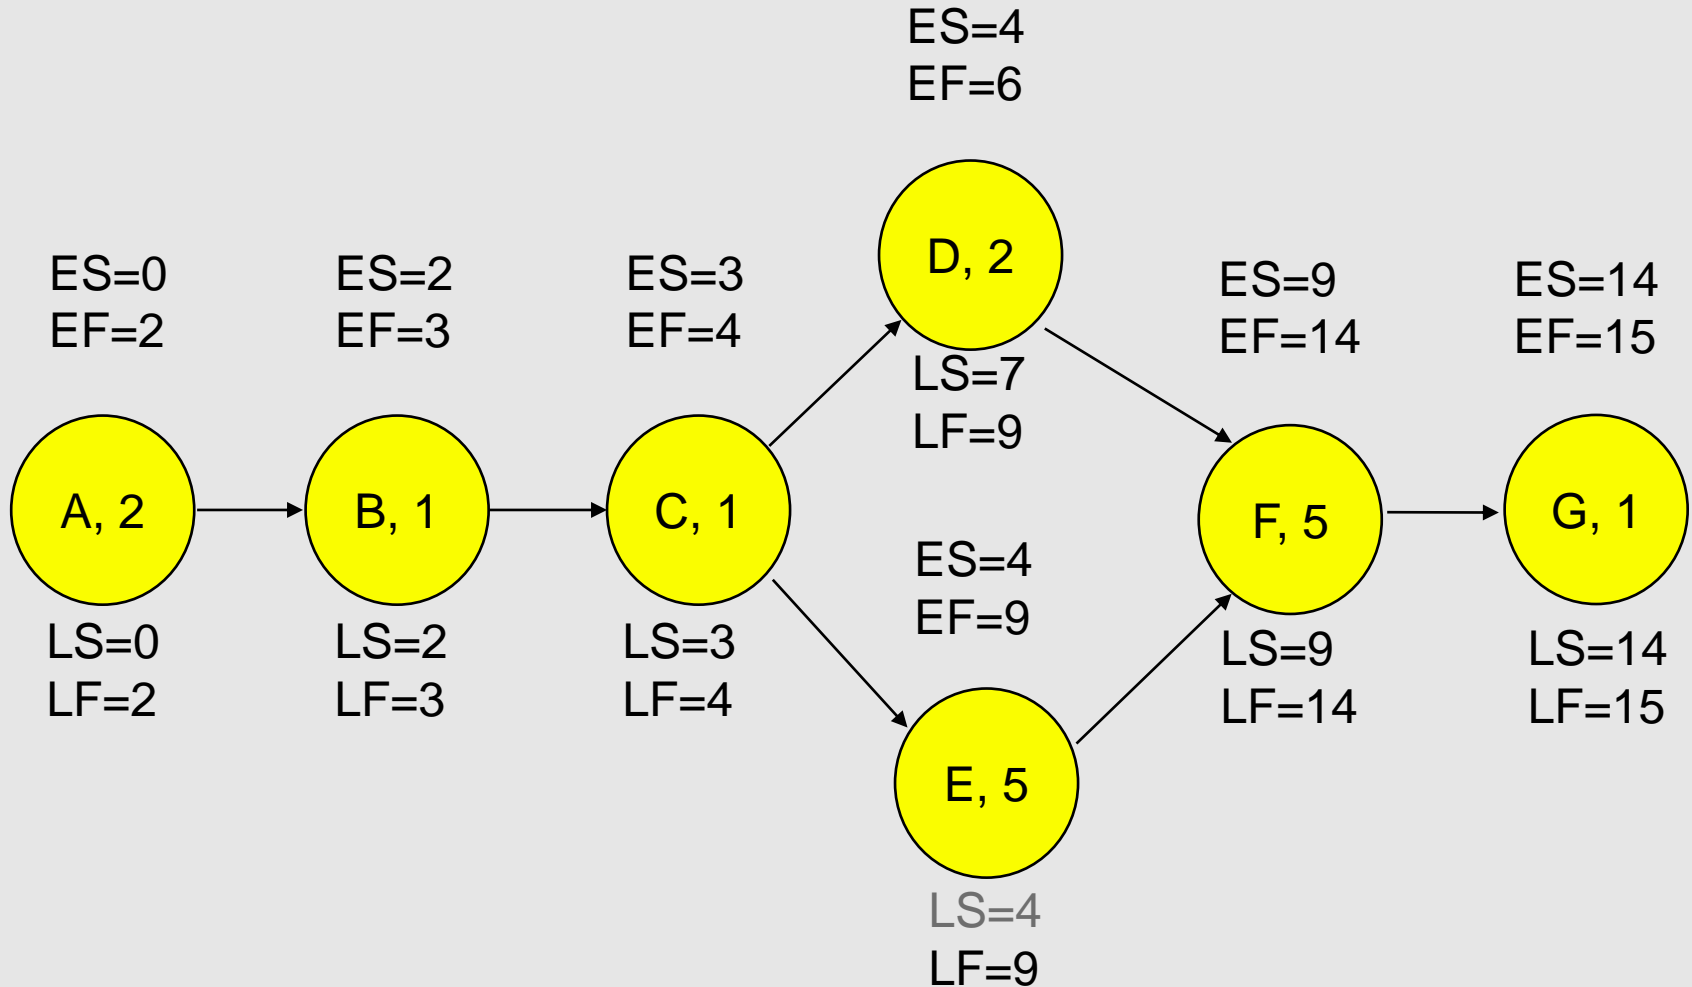 ES=4
EF=6
D, 2
LS=7
LF=9
ES=0
EF=2
A, 2
LS=0
LF=2
ES=2
EF=3
B, 1
LS=2
LF=3
ES=3
EF=4
C, 1
LS=3
LF=4
ES=4
EF=9
E, 5
LS=4
LF=9
ES=9
EF=14
F, 5
LS=9
LF=14
ES=14
EF=15
G, 1
LS=14
LF=15